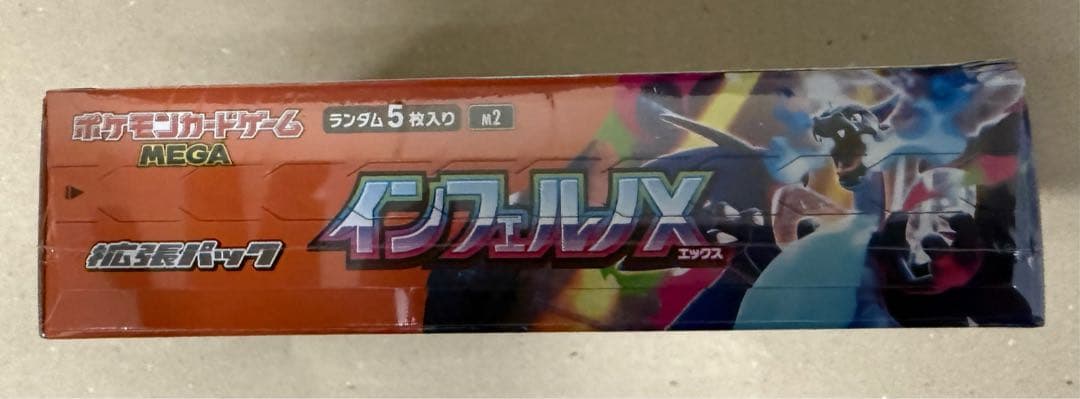 ポケモンカードゲーム
MEGA
ランダム5枚入り
M2
インフェルノX
エックス
拡張パック